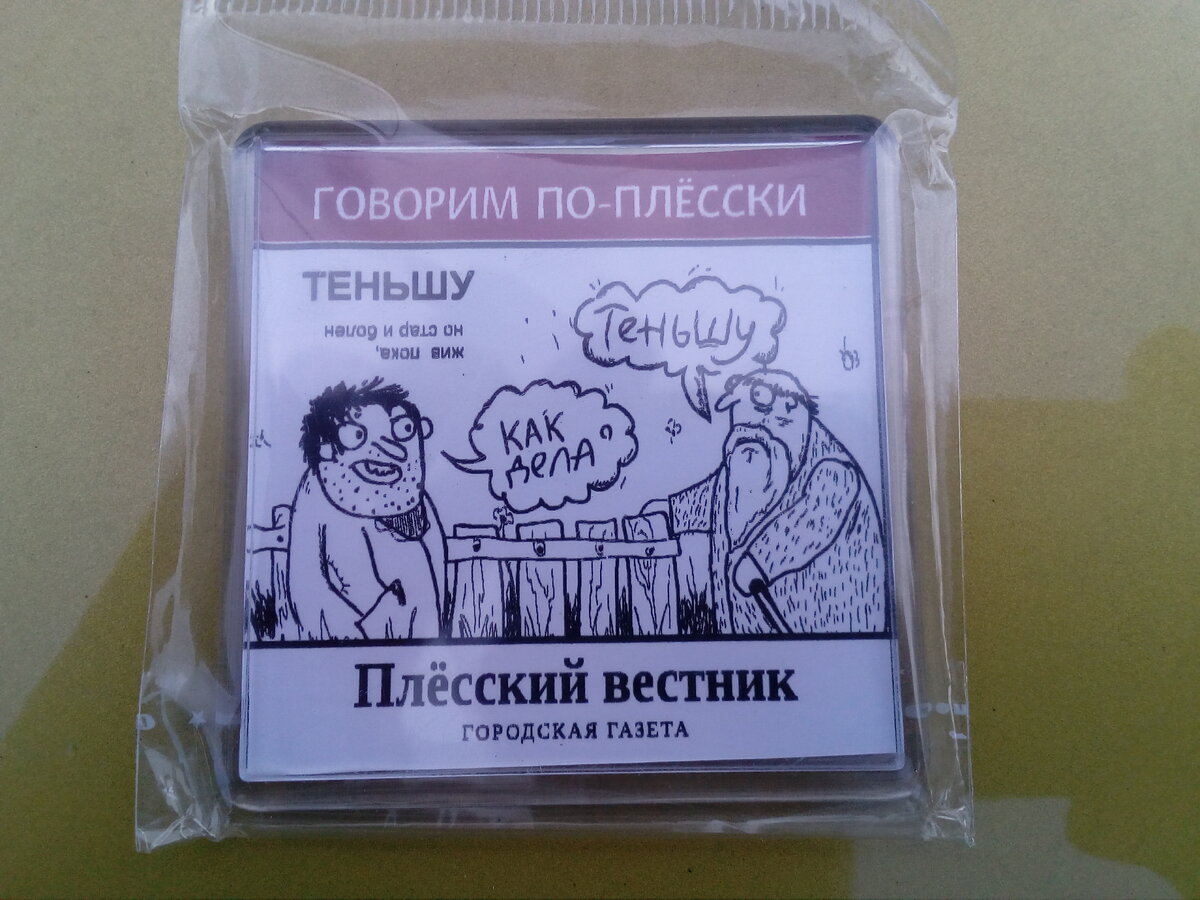 ГОВОРИМ ПО-ПЛЁССКИ
ТЕНЬШУ
жив пока,
но стар и болен
Теньшу
КАК
дела?
Плёсский вестник
ГОРОДСКАЯ ГАЗЕТА